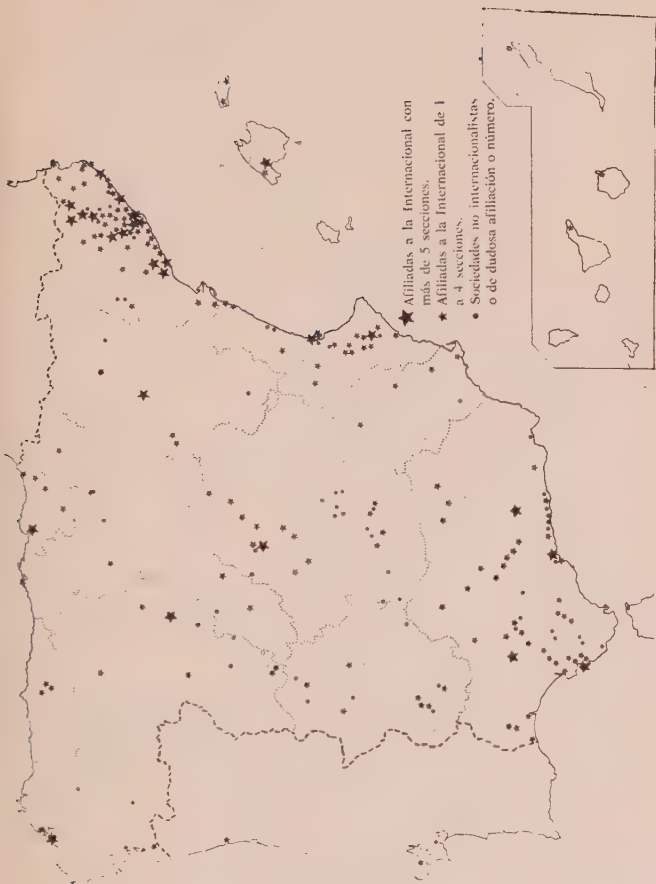 Afiliadas a la Internacional con
más de 5 secciones.
Afiliadas a la Internacional de 1
a 4 secciones.
Sociedades no internacionalistas
o de dudosa afiliación o número.